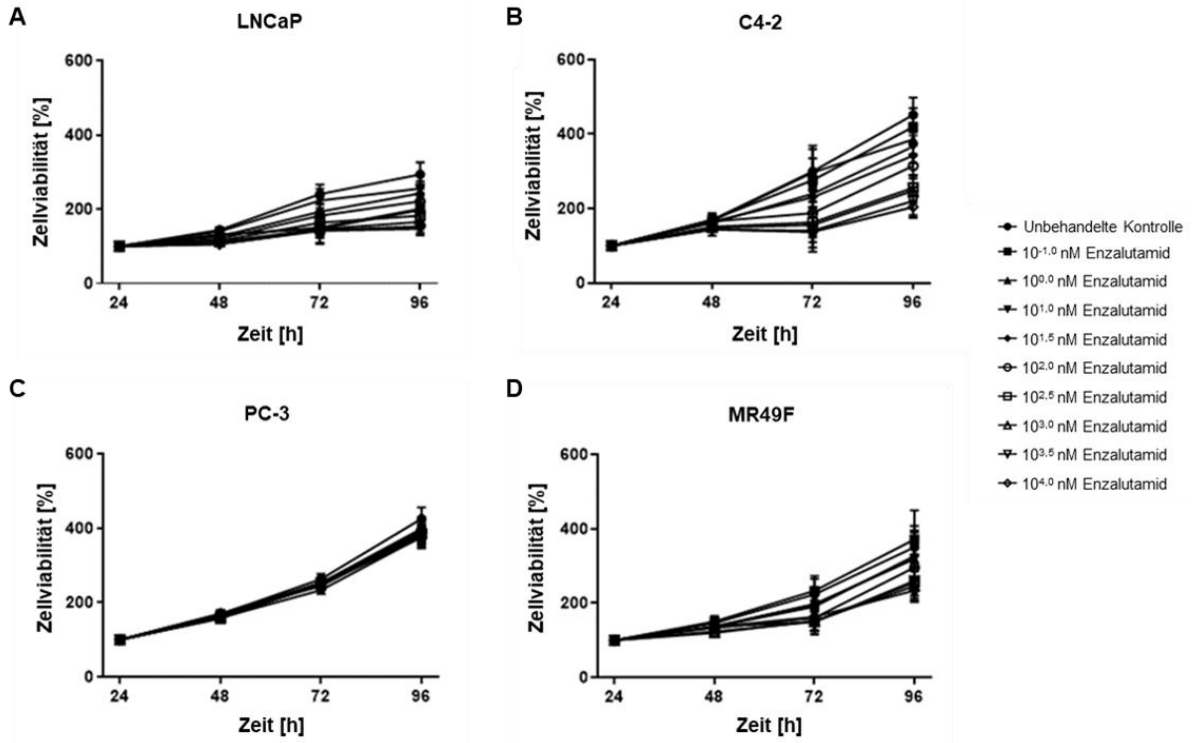 A
LNCaP
Zellviabilität [%]
600
400
200
0
24 48 72 96
Zeit [h]
B
C4-2
Zellviabilität [%]
600
400
200
0
24 48 72 96
Zeit [h]
C
PC-3
Zellviabilität [%]
600
400
200
0
24 48 72 96
Zeit [h]
D
MR49F
Zellviabilität [%]
600
400
200
0
24 48 72 96
Zeit [h]
Unbehandelte Kontrolle
10⁻¹·⁰ nM Enzalutamid
10⁰·⁰ nM Enzalutamid
10¹·⁰ nM Enzalutamid
10¹·⁵ nM Enzalutamid
10²·⁰ nM Enzalutamid
10²·⁵ nM Enzalutamid
10³·⁰ nM Enzalutamid
10³·⁵ nM Enzalutamid
10⁴·⁰ nM Enzalutamid